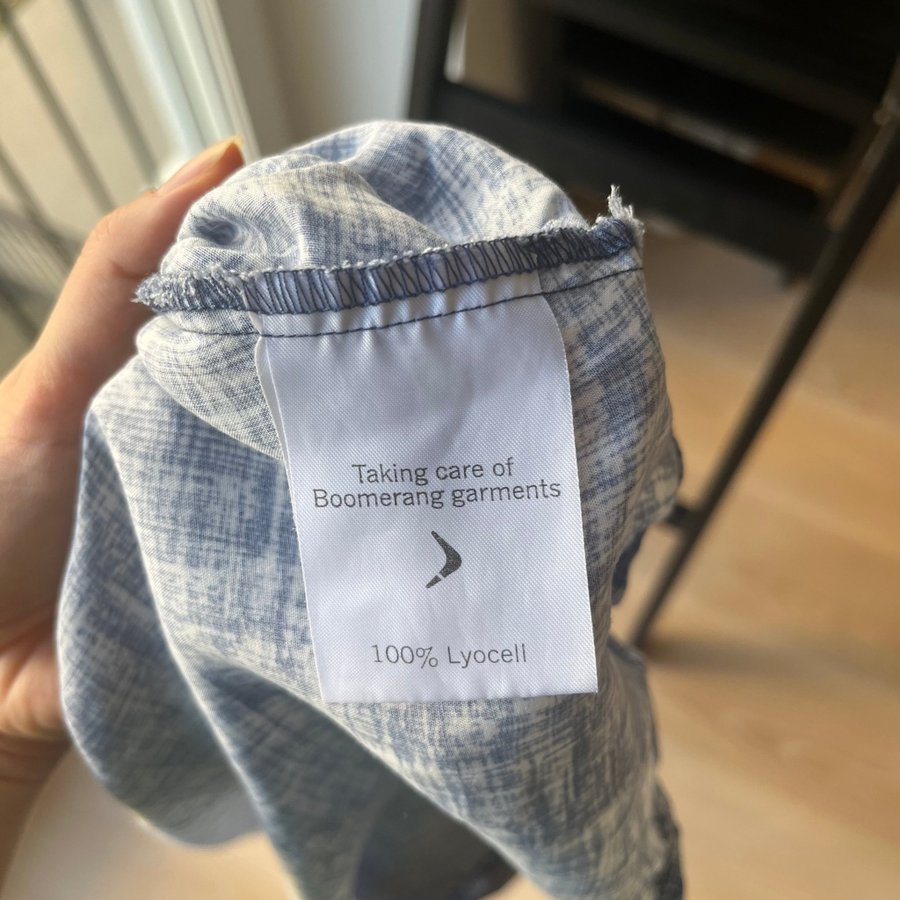 Taking care of
Boomerang garments
100% Lyocell